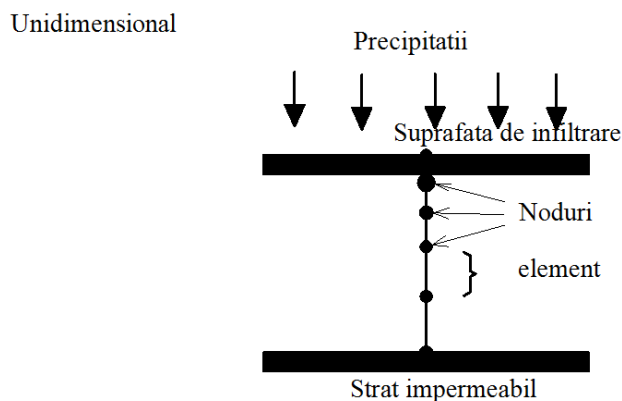 Unidimensional
Precipitatii
Suprafata de infiltrare
Noduri
element
Strat impermeabil